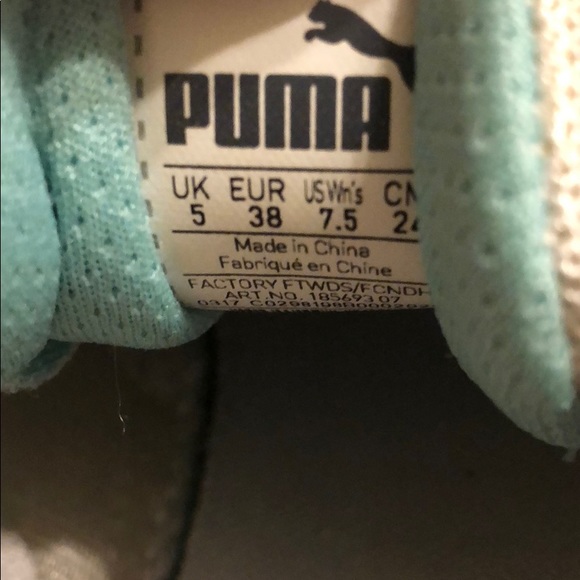 PUMA
UK EUR US Wn's
5 38 7.5
Made in China
Fabriqué en Chine
FACTORY FTWDS/FCNDH
ART.NO. 185693 07
0317